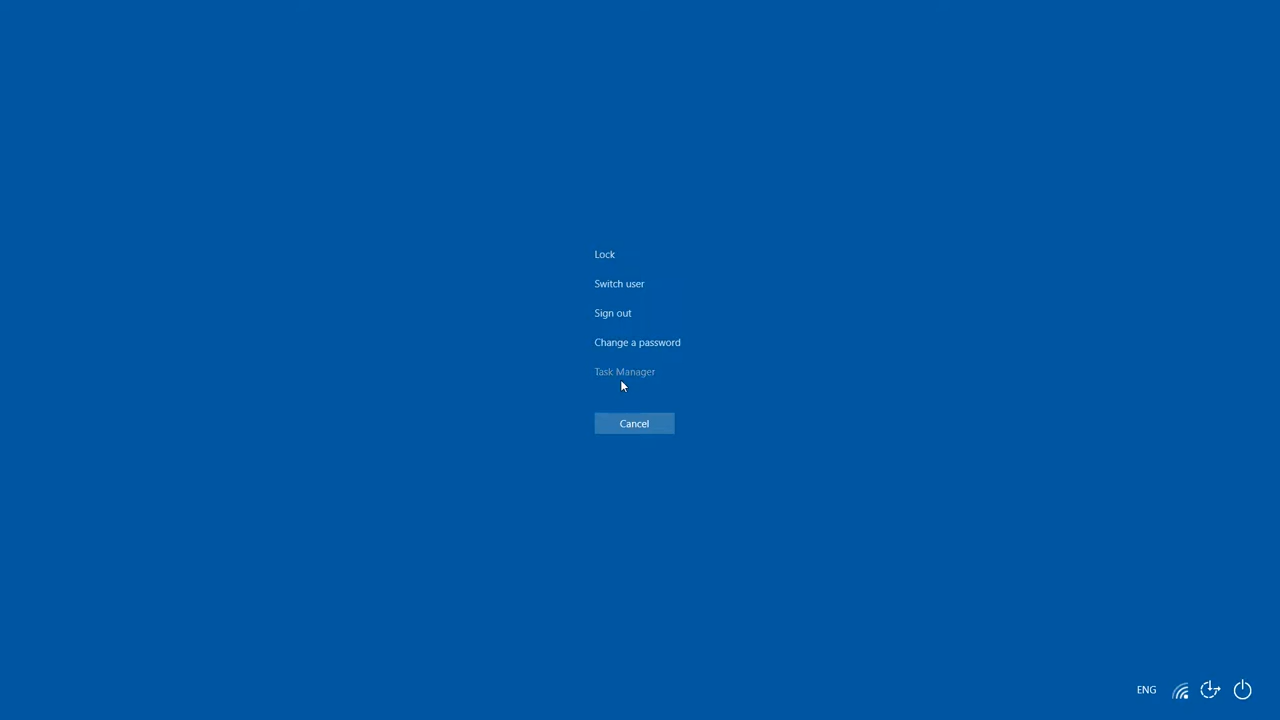 Lock
Switch user
Sign out
Change a password
Task Manager
Cancel
ENG